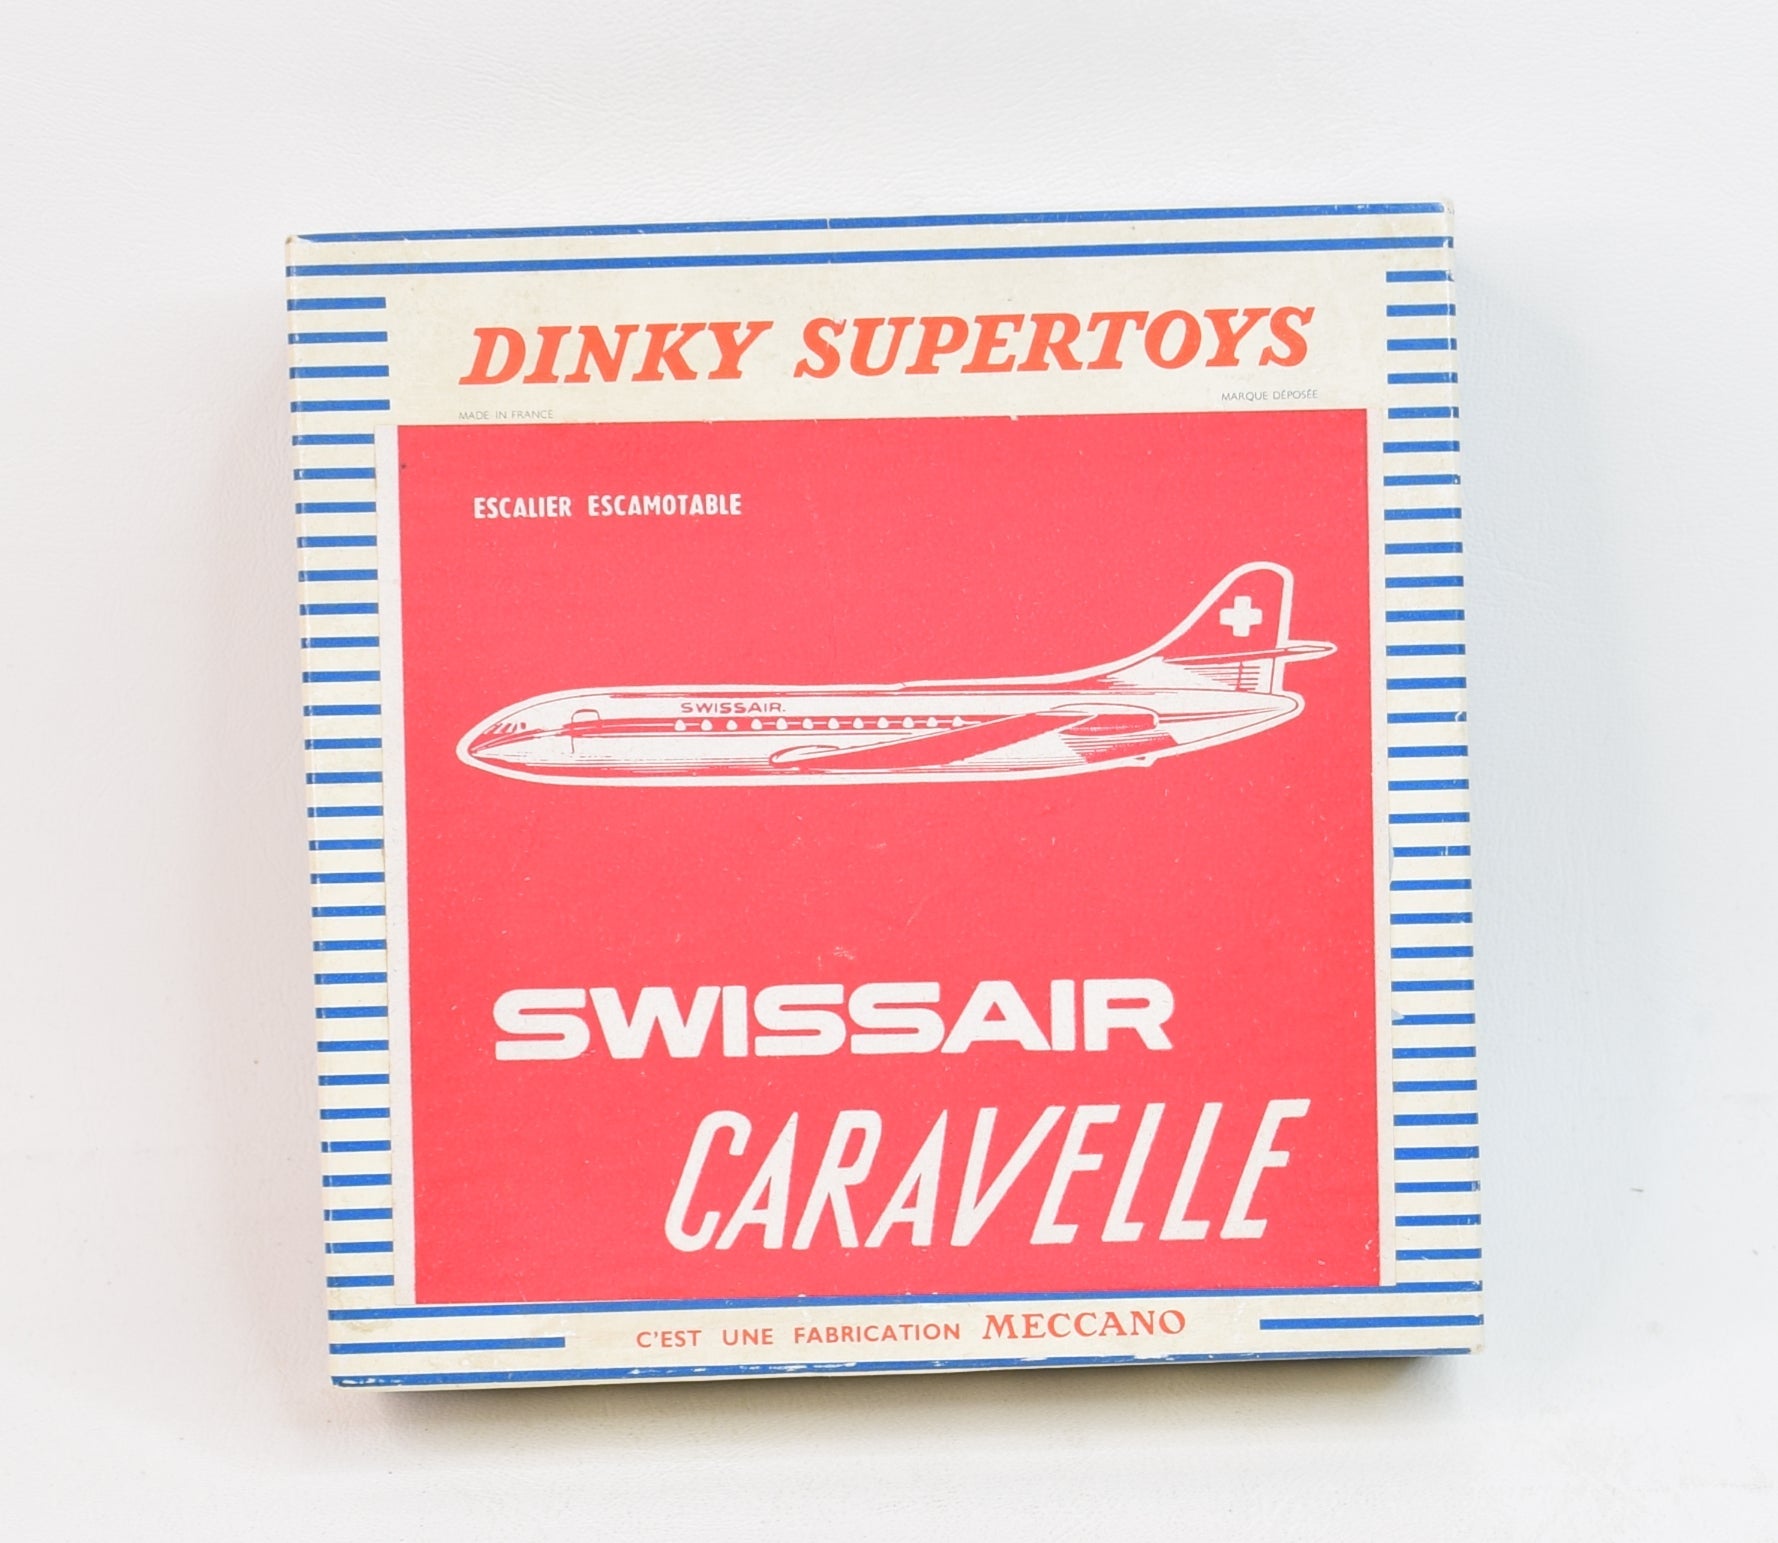 DINKY SUPERTOYS
MADE IN FRANCE
MARQUE DÉPOSÉE
ESCALIER ESCAMOTABLE
SWISSAIR.
SWISSAIR
CARAVELLE
C'EST UNE FABRICATION MECCANO